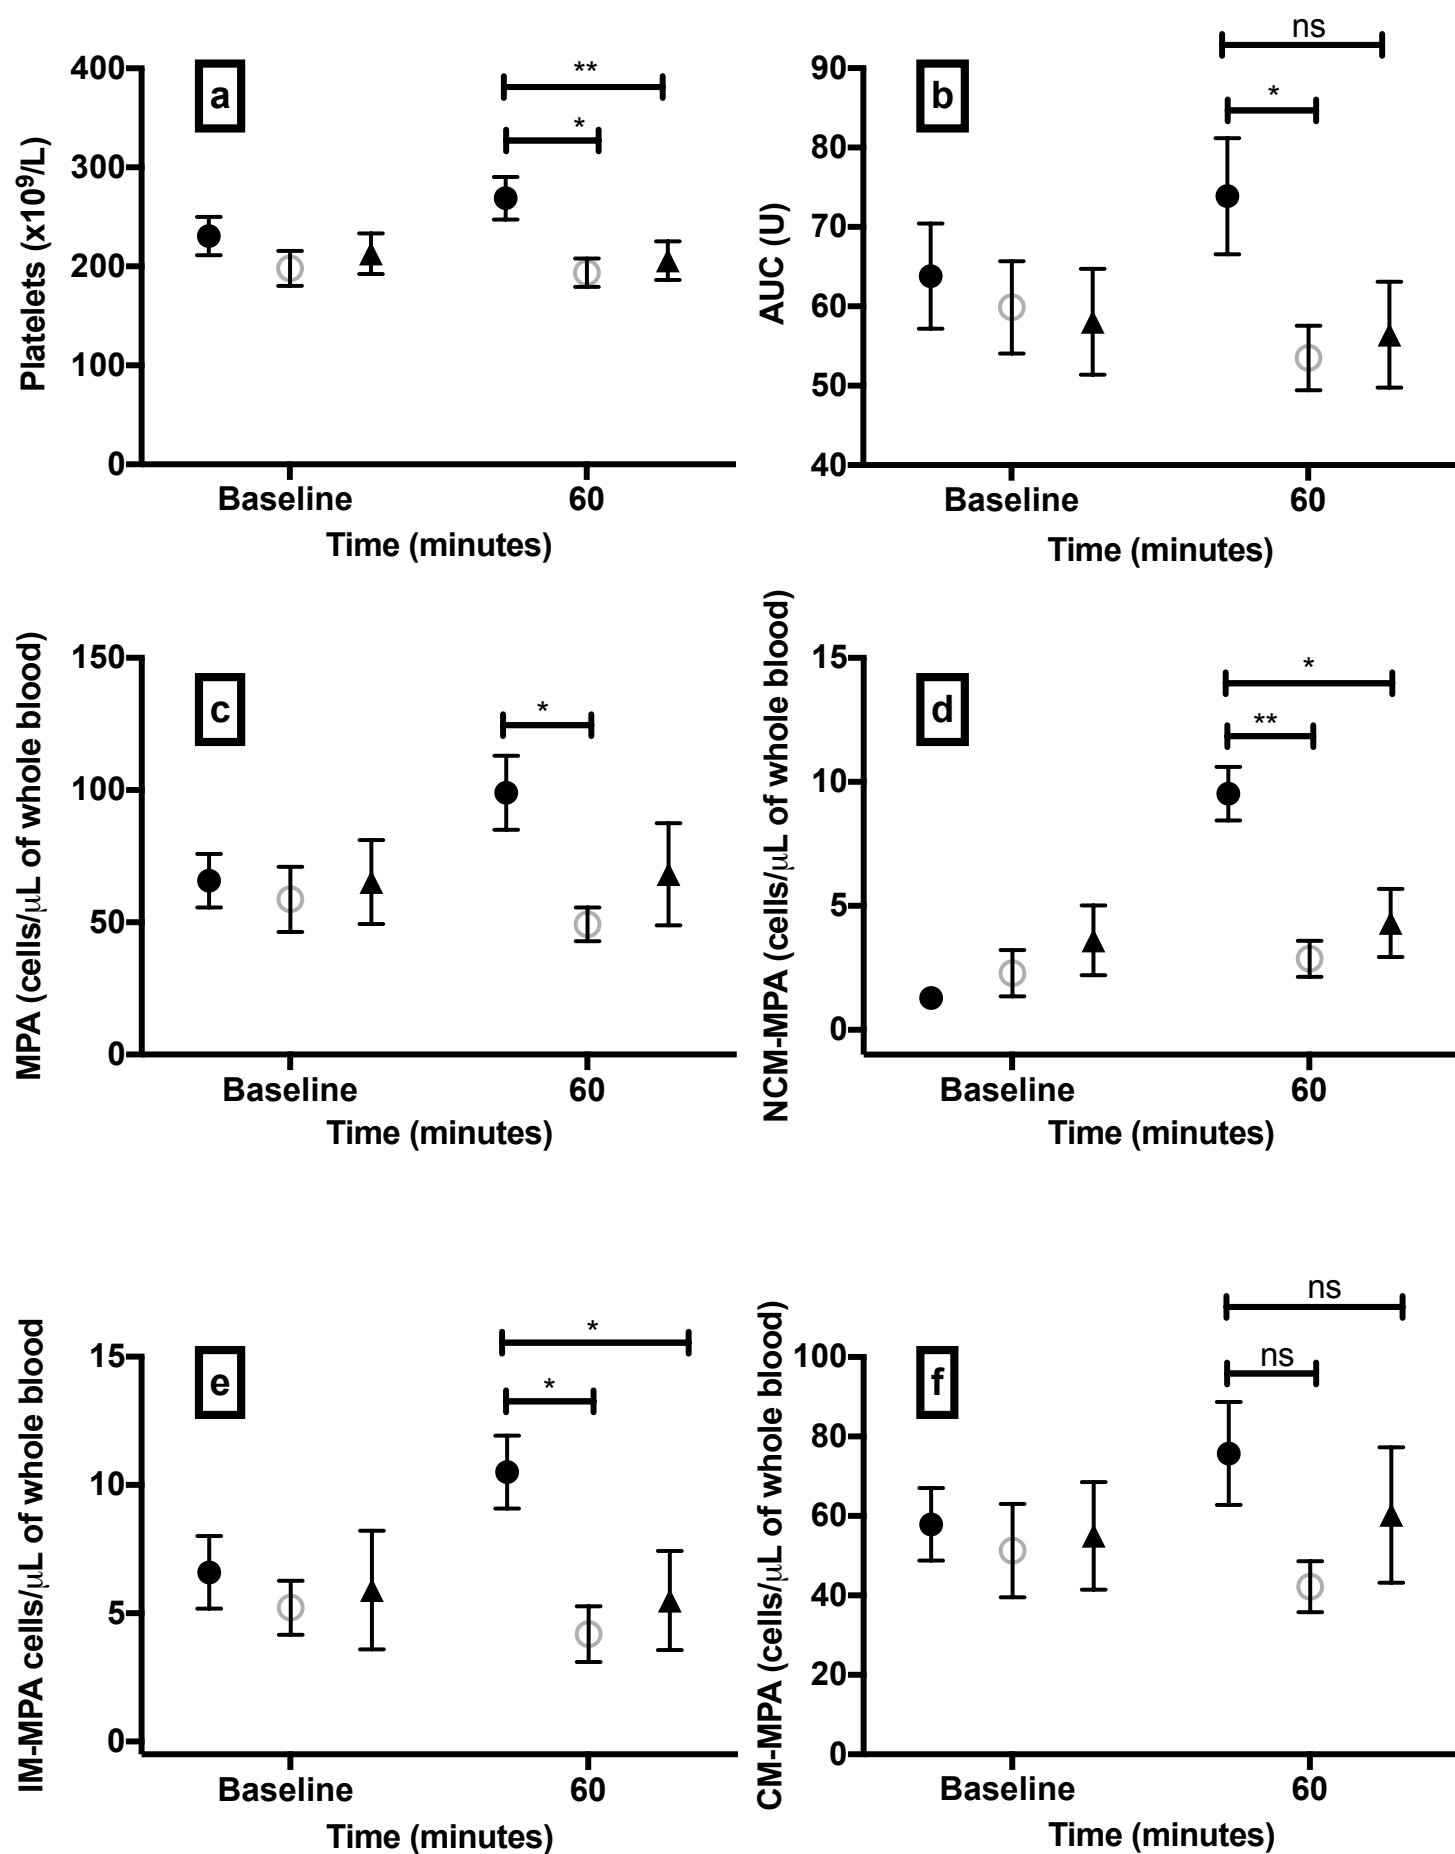 a
Platelets (x10⁹/L)
400
300
200
100
0
**
*
Baseline
60
Time (minutes)
b
AUC (U)
90
80
70
60
50
40
ns
*
Baseline
60
Time (minutes)
c
MPA (cells/μL of whole blood)
150
100
50
0
*
Baseline
60
Time (minutes)
d
NCM-MPA (cells/μL of whole blood)
15
10
5
0
*
**
Baseline
60
Time (minutes)
e
IM-MPA cells/μL of whole blood
15
10
5
0
*
*
Baseline
60
Time (minutes)
f
CM-MPA (cells/μL of whole blood)
100
80
60
40
20
0
ns
ns
Baseline
60
Time (minutes)